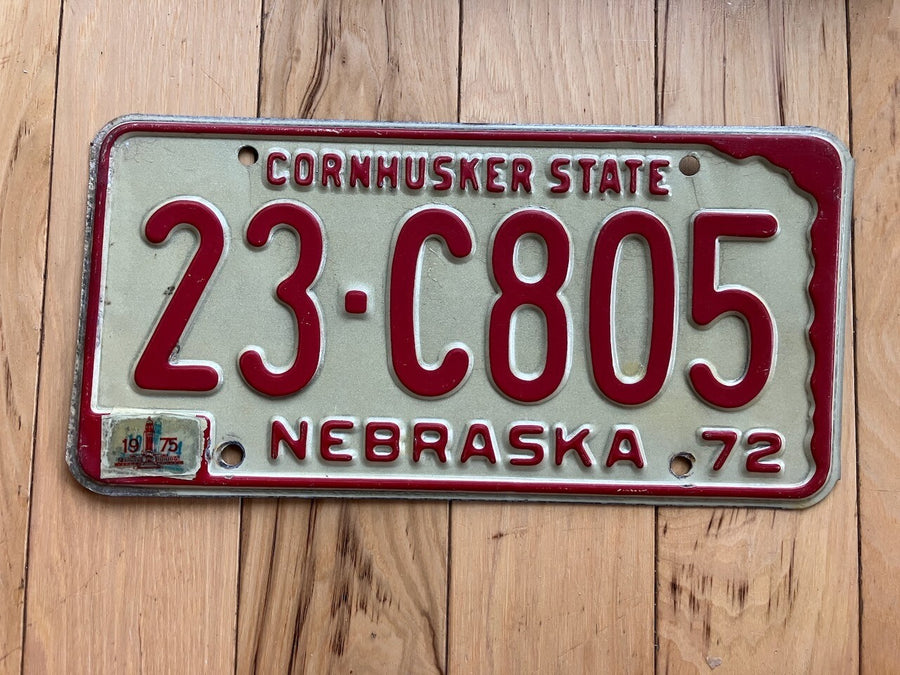 CORNHUSKER STATE
23·C805
1975
NEBRASKA 72